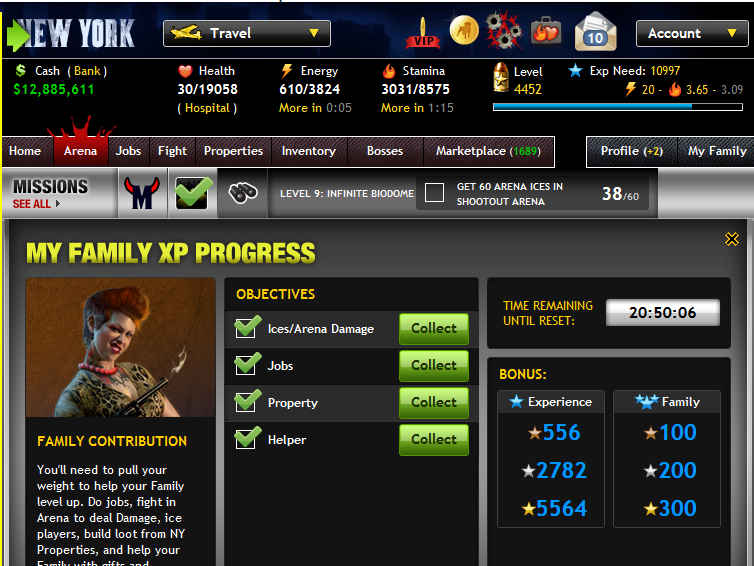 NEW YORK
Travel
VIP
10
Account
Cash ( Bank )
$12,885,611
Health
30/19058
( Hospital )
Energy
610/3824
More in 0:05
Stamina
3031/8575
More in 1:15
Level
4452
Exp Need: 10997
20 - 3.65 - 3.09
Home
Arena
Jobs
Fight
Properties
Inventory
Bosses
Marketplace (1689)
Profile (+2)
My Family
MISSIONS
SEE ALL
M
LEVEL 9: INFINITE BIODOME
GET 60 ARENA ICES IN
SHOOTOUT ARENA
38/60
MY FAMILY XP PROGRESS
FAMILY CONTRIBUTION
You'll need to pull your
weight to help your Family
level up. Do jobs, fight in
Arena to deal Damage, ice
players, build loot from NY
Properties, and help your
Family with gifts and
OBJECTIVES
Ices/Arena Damage
Collect
Jobs
Collect
Property
Collect
Helper
Collect
TIME REMAINING
UNTIL RESET:
20:50:06
BONUS:
Experience
556
2782
5564
Family
100
200
300